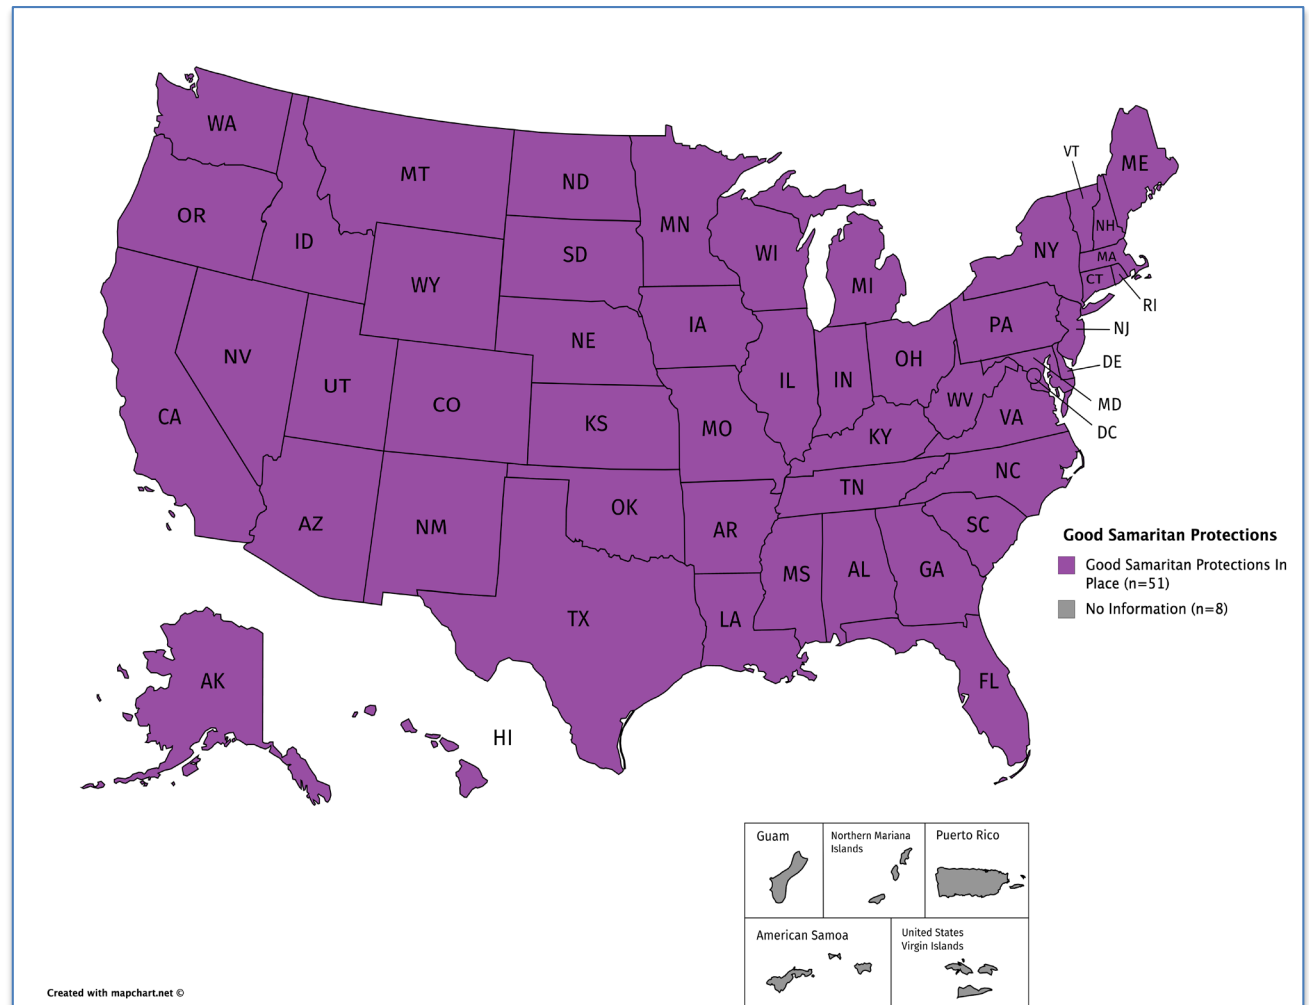 WA
MT
ND
MN
VT
ME
OR
ID
SD
WI
NH
NY
MA
WY
MI
CT
RI
NE
IA
PA
NJ
NV
UT
CO
IL
IN
OH
DE
CA
KS
MO
WV
VA
MD
KY
DC
AZ
NM
OK
TN
NC
AR
SC
MS
AL
GA
TX
LA
AK
FL
HI
Good Samaritan Protections
Good Samaritan Protections In
Place (n=51)
No Information (n=8)
Guam
Northern Mariana
Islands
Puerto Rico
American Samoa
United States
Virgin Islands
Created with mapchart.net ©